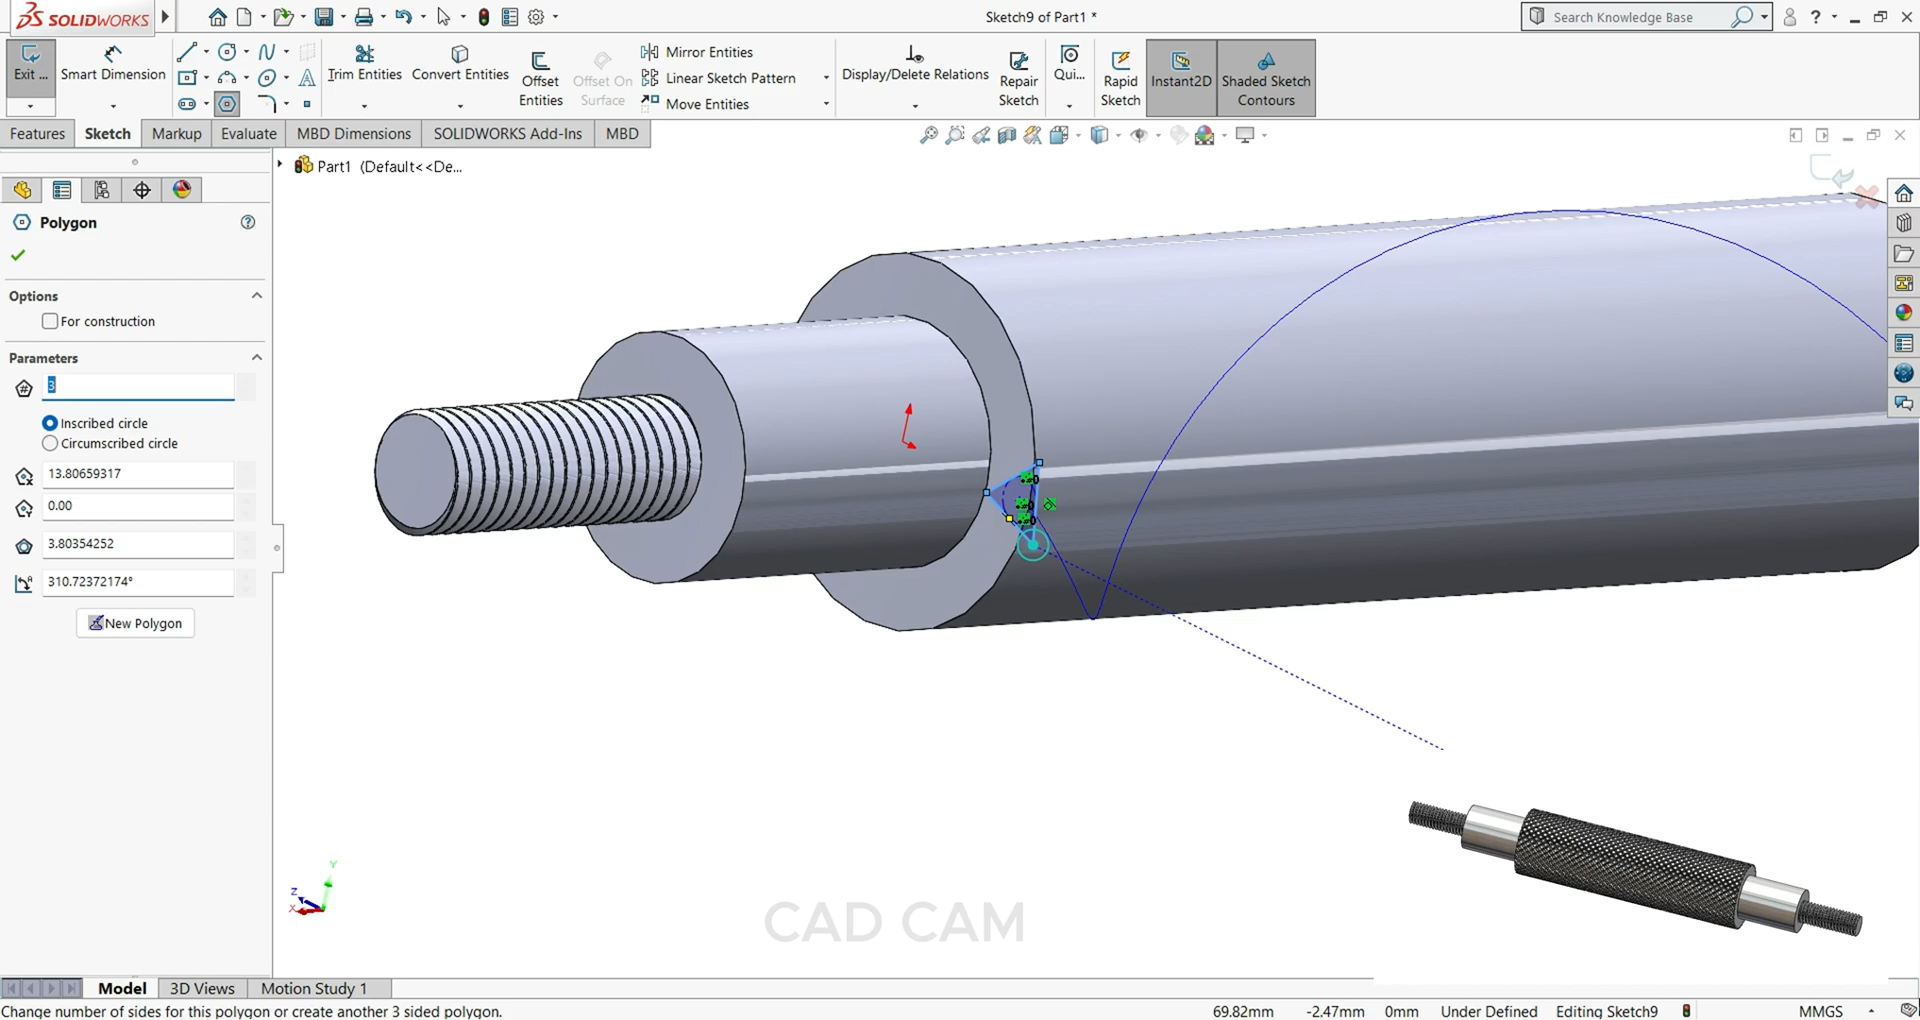 SOLIDWORKS
Sketch9 of Part1 *
Search Knowledge Base
?
Exit ...
Smart Dimension
Trim Entities
Convert Entities
Offset Entities
Offset On Surface
Mirror Entities
Linear Sketch Pattern
Move Entities
Display/Delete Relations
Repair Sketch
Qui...
Rapid Sketch
Instant2D
Shaded Sketch Contours
Features
Sketch
Markup
Evaluate
MBD Dimensions
SOLIDWORKS Add-Ins
MBD
Part1 (Default<<De...
Polygon
Options
For construction
Parameters
3
Inscribed circle
Circumscribed circle
13.80659317
0.00
3.80354252
310.72372174°
New Polygon
Y
Z
X
CAD CAM
Model
3D Views
Motion Study 1
Change number of sides for this polygon or create another 3 sided polygon.
69.82mm
-2.47mm
0mm
Under Defined
Editing Sketch9
MMGS